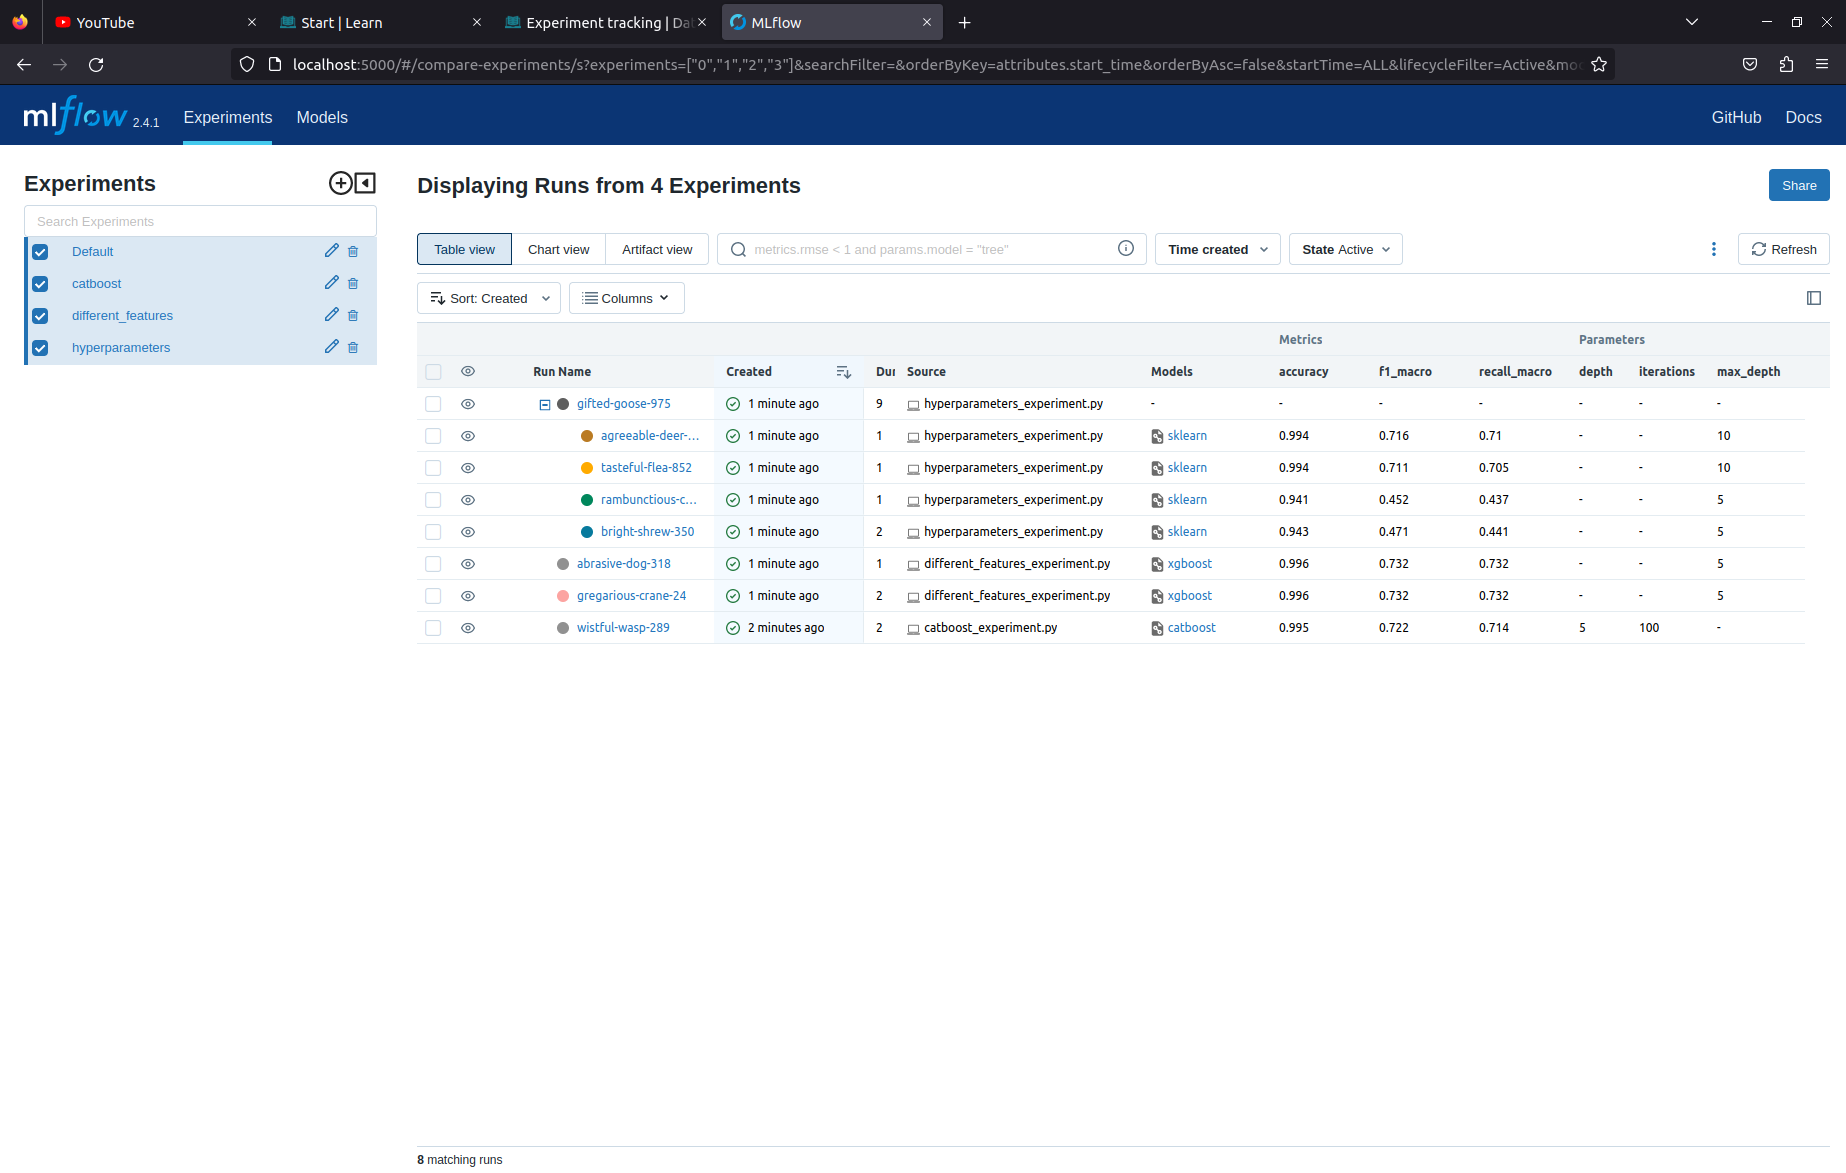 YouTube
Start | Learn
Experiment tracking | Da
MLflow
localhost:5000/#/compare-experiments/s?experiments=["0","1","2","3"]&searchFilter=&orderByKey=attributes.start_time&orderByAsc=false&startTime=ALL&lifecycleFilter=Active&mo
mlflow 2.4.1 Experiments Models GitHub Docs
Experiments
Search Experiments
Default
catboost
different_features
hyperparameters
Displaying Runs from 4 Experiments
Share
Table view Chart view Artifact view metrics.rmse < 1 and params.model = "tree" Time created State Active Refresh
Sort: Created Columns
Metrics Parameters
Run Name Created Dur Source Models accuracy f1_macro recall_macro depth iterations max_depth
gifted-goose-975 1 minute ago 9 hyperparameters_experiment.py - - - - - - -
agreeable-deer-... 1 minute ago 1 hyperparameters_experiment.py sklearn 0.994 0.716 0.71 - - 10
tasteful-flea-852 1 minute ago 1 hyperparameters_experiment.py sklearn 0.994 0.711 0.705 - - 10
rambunctious-c... 1 minute ago 1 hyperparameters_experiment.py sklearn 0.941 0.452 0.437 - - 5
bright-shrew-350 1 minute ago 2 hyperparameters_experiment.py sklearn 0.943 0.471 0.441 - - 5
abrasive-dog-318 1 minute ago 1 different_features_experiment.py xgboost 0.996 0.732 0.732 - - 5
gregarious-crane-24 1 minute ago 2 different_features_experiment.py xgboost 0.996 0.732 0.732 - - 5
wistful-wasp-289 2 minutes ago 2 catboost_experiment.py catboost 0.995 0.722 0.714 5 100 -
8 matching runs